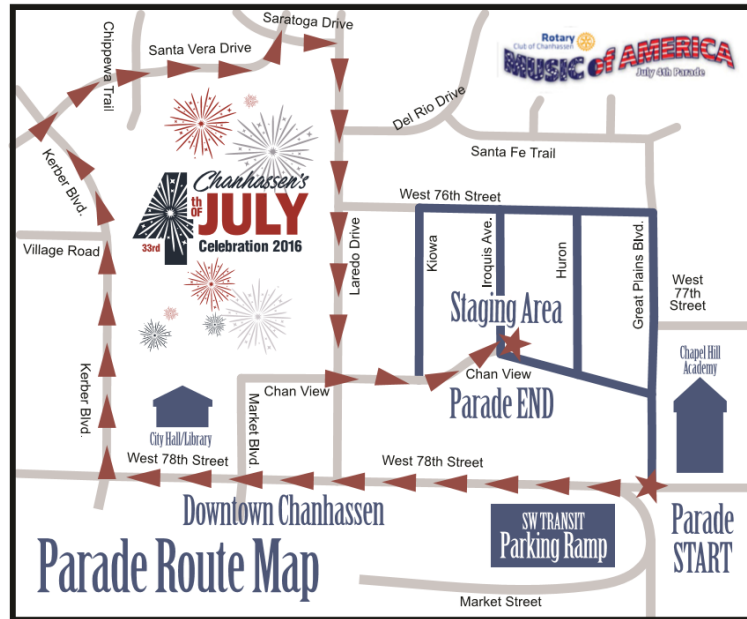 Saratoga Drive
Santa Vera Drive
Chippewa Trail
Rotary
Club of Chanhassen
MUSIC of AMERICA
July 4th Parade
Del Rio Drive
Santa Fe Trail
Kerber Blvd.
Chanhassen's
4th OF JULY
33rd Celebration 2016
West 76th Street
Village Road
Laredo Drive
Kiowa
Iroquis Ave.
Huron
Great Plains Blvd.
West
77th
Street
Staging Area
Chapel Hill
Academy
Kerber Blvd.
Chan View
Chan View
Parade END
City Hall/Library
Market Blvd.
West 78th Street
West 78th Street
Downtown Chanhassen
SW TRANSIT
Parking Ramp
Parade
START
Parade Route Map
Market Street